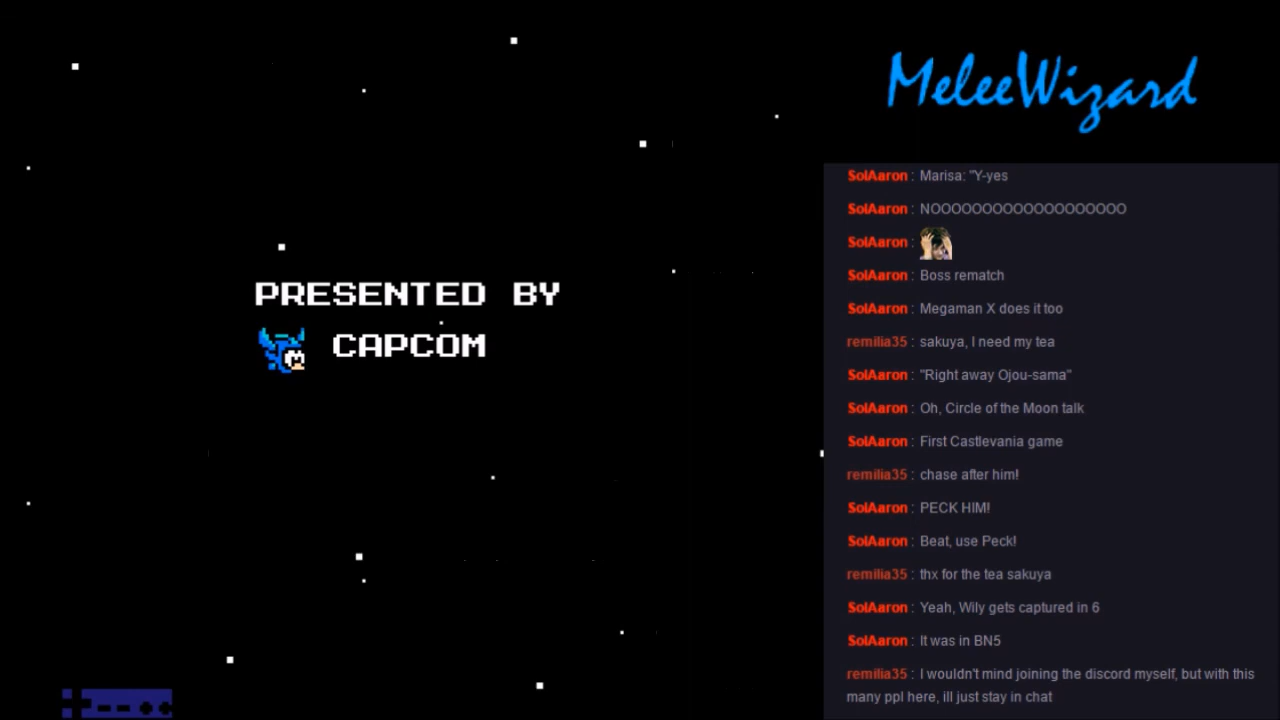 PRESENTED BY
CAPCOM
MeleeWizard
SolAaron : Marisa: "Y-yes
SolAaron : NOOOOOOOOOOOOOOOOOOO
SolAaron :
SolAaron : Boss rematch
SolAaron : Megaman X does it too
remilia35 : sakuya, I need my tea
SolAaron : "Right away Ojou-sama"
SolAaron : Oh, Circle of the Moon talk
SolAaron : First Castlevania game
remilia35 : chase after him!
SolAaron : PECK HIM!
SolAaron : Beat, use Peck!
remilia35 : thx for the tea sakuya
SolAaron : Yeah, Wily gets captured in 6
SolAaron : It was in BN5
remilia35 : I wouldn't mind joining the discord myself, but with this
many ppl here, ill just stay in chat